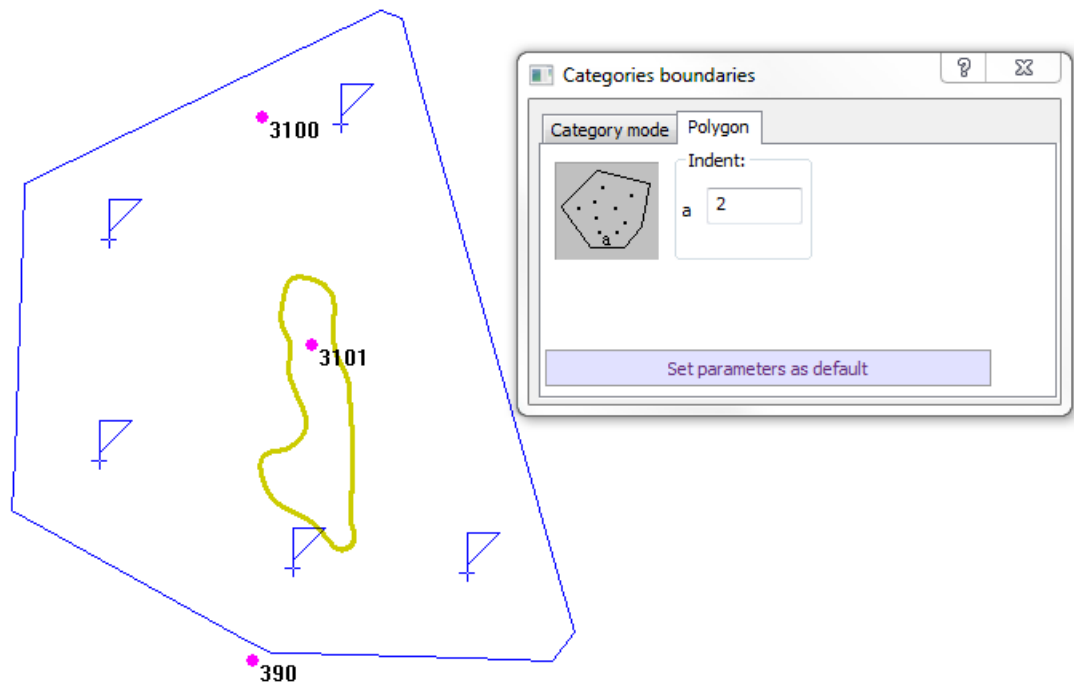 Categories boundaries
Category mode
Polygon
Indent:
a
2
a
Set parameters as default
3100
3101
390